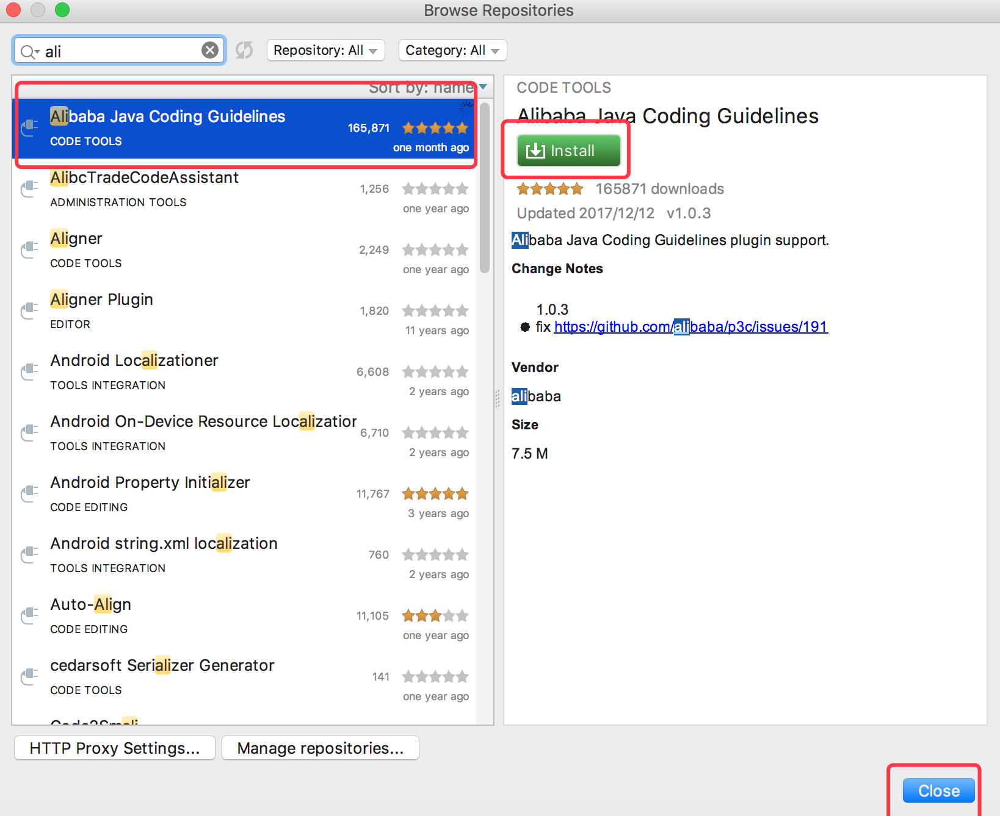 Browse Repositories
ali
Repository: All
Category: All
Sort by: name
Alibaba Java Coding Guidelines
165,871
CODE TOOLS
one month ago
AlibcTradeCodeAssistant
1,256
ADMINISTRATION TOOLS
one year ago
Aligner
2,249
CODE TOOLS
one year ago
Aligner Plugin
1,820
EDITOR
11 years ago
Android Localizationer
6,608
TOOLS INTEGRATION
2 years ago
Android On-Device Resource Localization
6,710
TOOLS INTEGRATION
2 years ago
Android Property Initializer
11,767
CODE EDITING
3 years ago
Android string.xml localization
760
TOOLS INTEGRATION
2 years ago
Auto-Align
11,105
CODE EDITING
one year ago
cedarsoft Serializer Generator
141
CODE TOOLS
one year ago
Code2Smali
CODE TOOLS
Alibaba Java Coding Guidelines
Install
165871 downloads
Updated 2017/12/12 v1.0.3
Alibaba Java Coding Guidelines plugin support.
Change Notes
1.0.3
fix https://github.com/alibaba/p3c/issues/191
Vendor
alibaba
Size
7.5 M
HTTP Proxy Settings...
Manage repositories...
Close